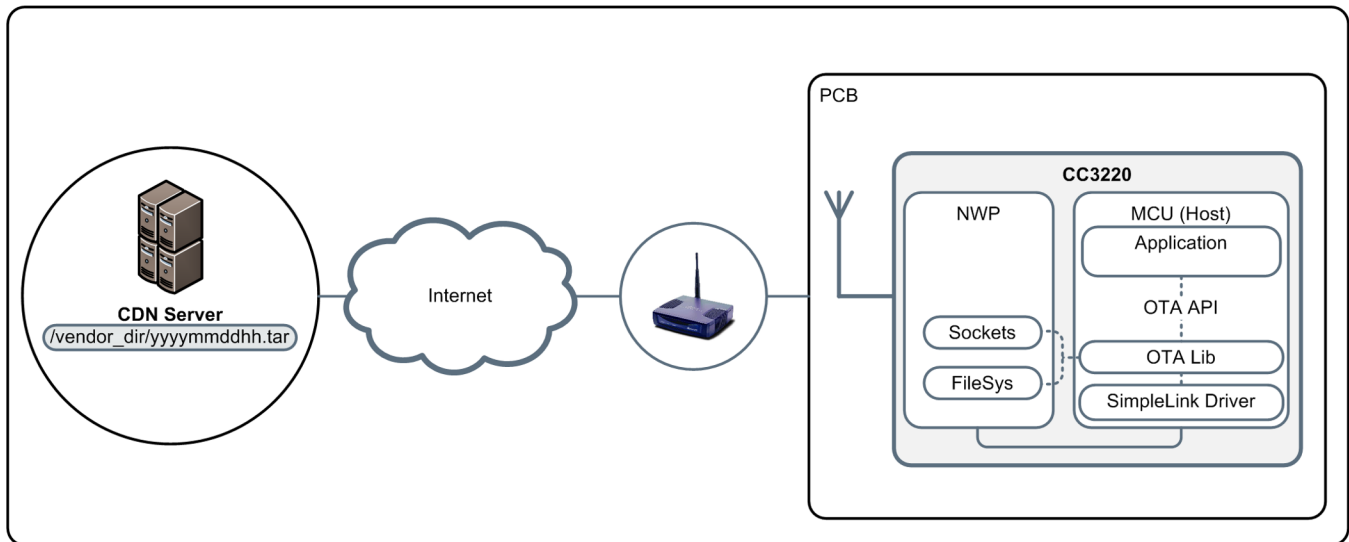 CDN Server
/vendor_dir/yyyymmddhh.tar
Internet
PCB
CC3220
NWP
Sockets
FileSys
MCU (Host)
Application
OTA API
OTA Lib
SimpleLink Driver